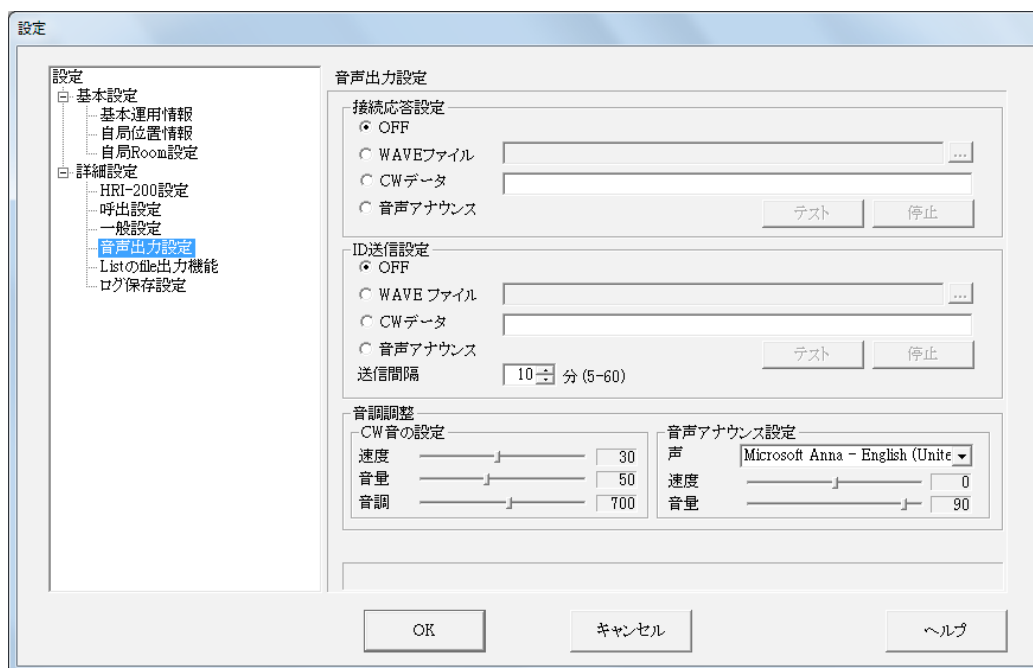 設定
設定
基本設定
基本運用情報
自局位置情報
自局Room設定
詳細設定
HRI-200設定
呼出設定
一般設定
音声出力設定
Listのfile出力機能
ログ保存設定
音声出力設定
接続応答設定
OFF
WAVEファイル
...
CWデータ
音声アナウンス
テスト 停止
ID送信設定
OFF
WAVE ファイル
...
CWデータ
音声アナウンス
テスト 停止
送信間隔 10 分 (5-60)
音調調整
CW音の設定
速度 30
音量 50
音調 700
音声アナウンス設定
声 Microsoft Anna - English (Unite
速度 0
音量 90
OK キャンセル ヘルプ